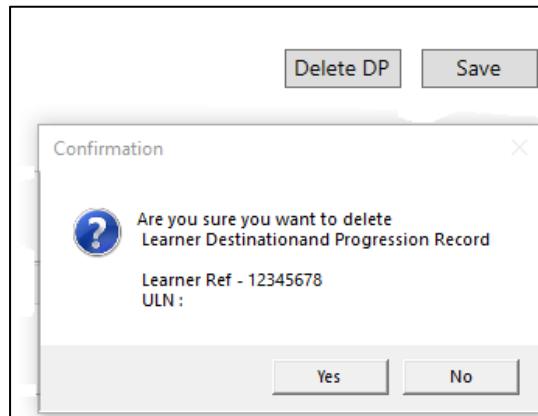 Delete DP Save
Confirmation
Are you sure you want to delete
Learner Destinationand Progression Record
Learner Ref - 12345678
ULN :
Yes No